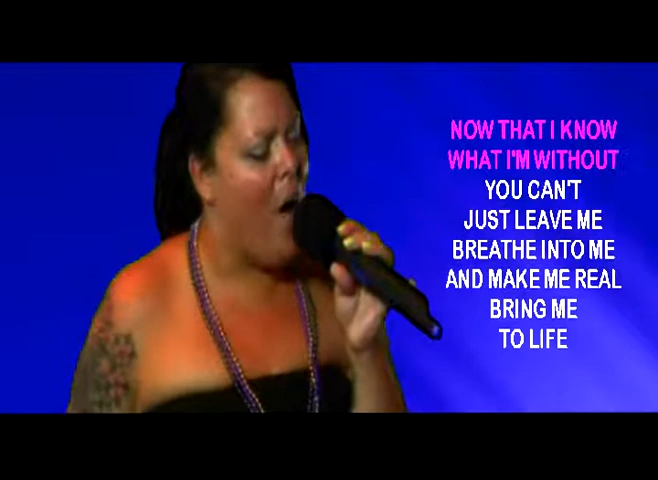 NOW THAT I KNOW
WHAT I'M WITHOUT
YOU CAN'T
JUST LEAVE ME
BREATHE INTO ME
AND MAKE ME REAL
BRING ME
TO LIFE